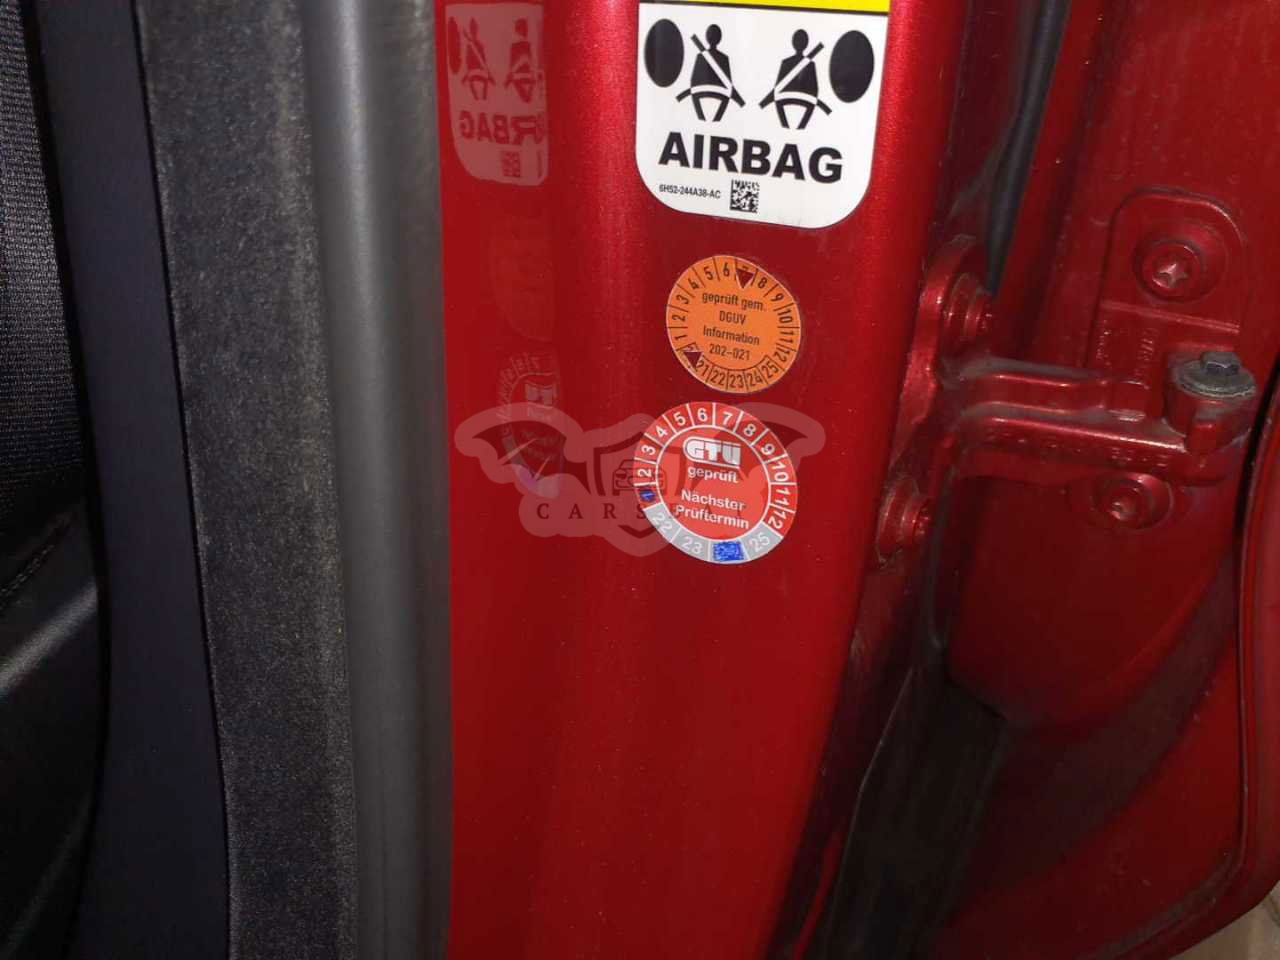 AIRBAG
6H52-244A38-AC
1 2 3 4 5 6 8 9 10 11 12
geprüft gem.
DGUV
Information
202-021
21 22 23 24 25
2 3 4 5 6 7 8 9 10 11 12
GTÜ
geprüft
Nächster
Prüftermin
22 23 25
CARS